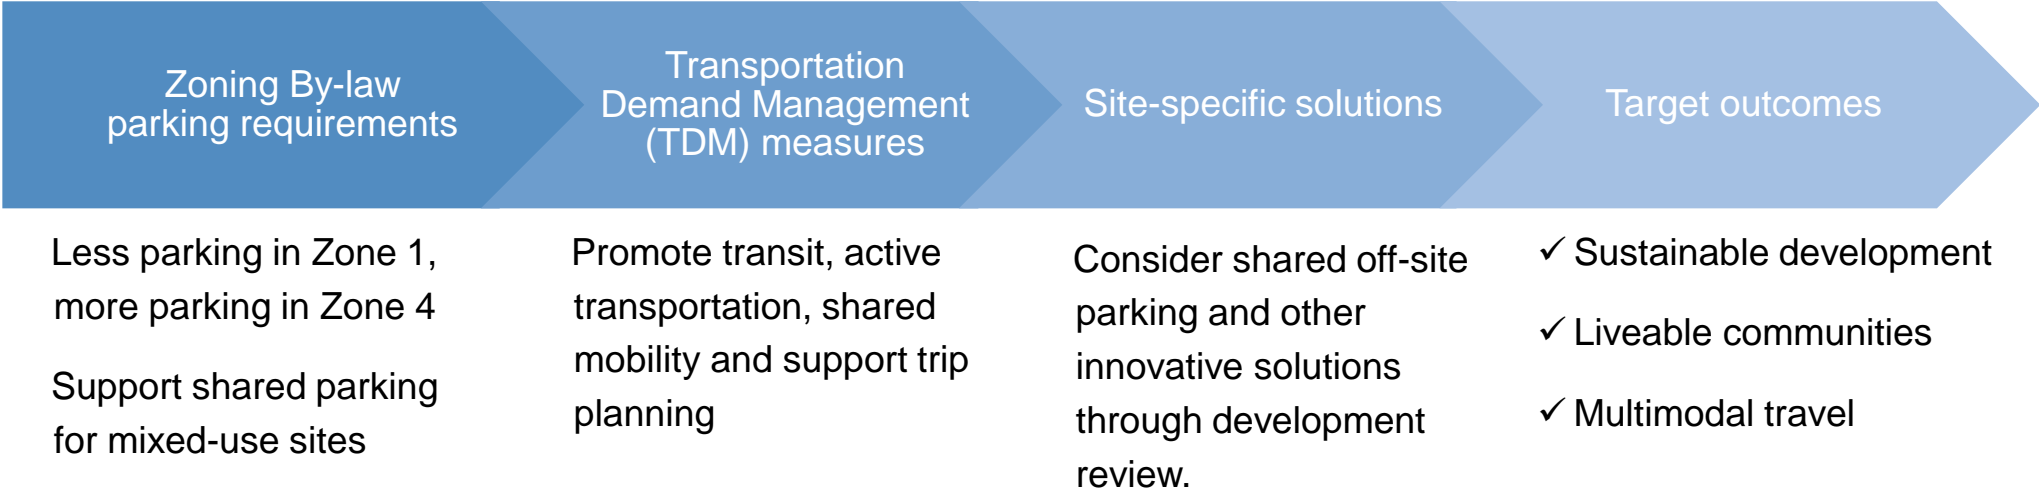 Zoning By-law
parking requirements
Transportation
Demand Management
(TDM) measures
Site-specific solutions
Target outcomes
Less parking in Zone 1,
more parking in Zone 4
Support shared parking
for mixed-use sites
Promote transit, active
transportation, shared
mobility and support trip
planning
Consider shared off-site
parking and other
innovative solutions
through development
review.
✓ Sustainable development
✓ Liveable communities
✓ Multimodal travel